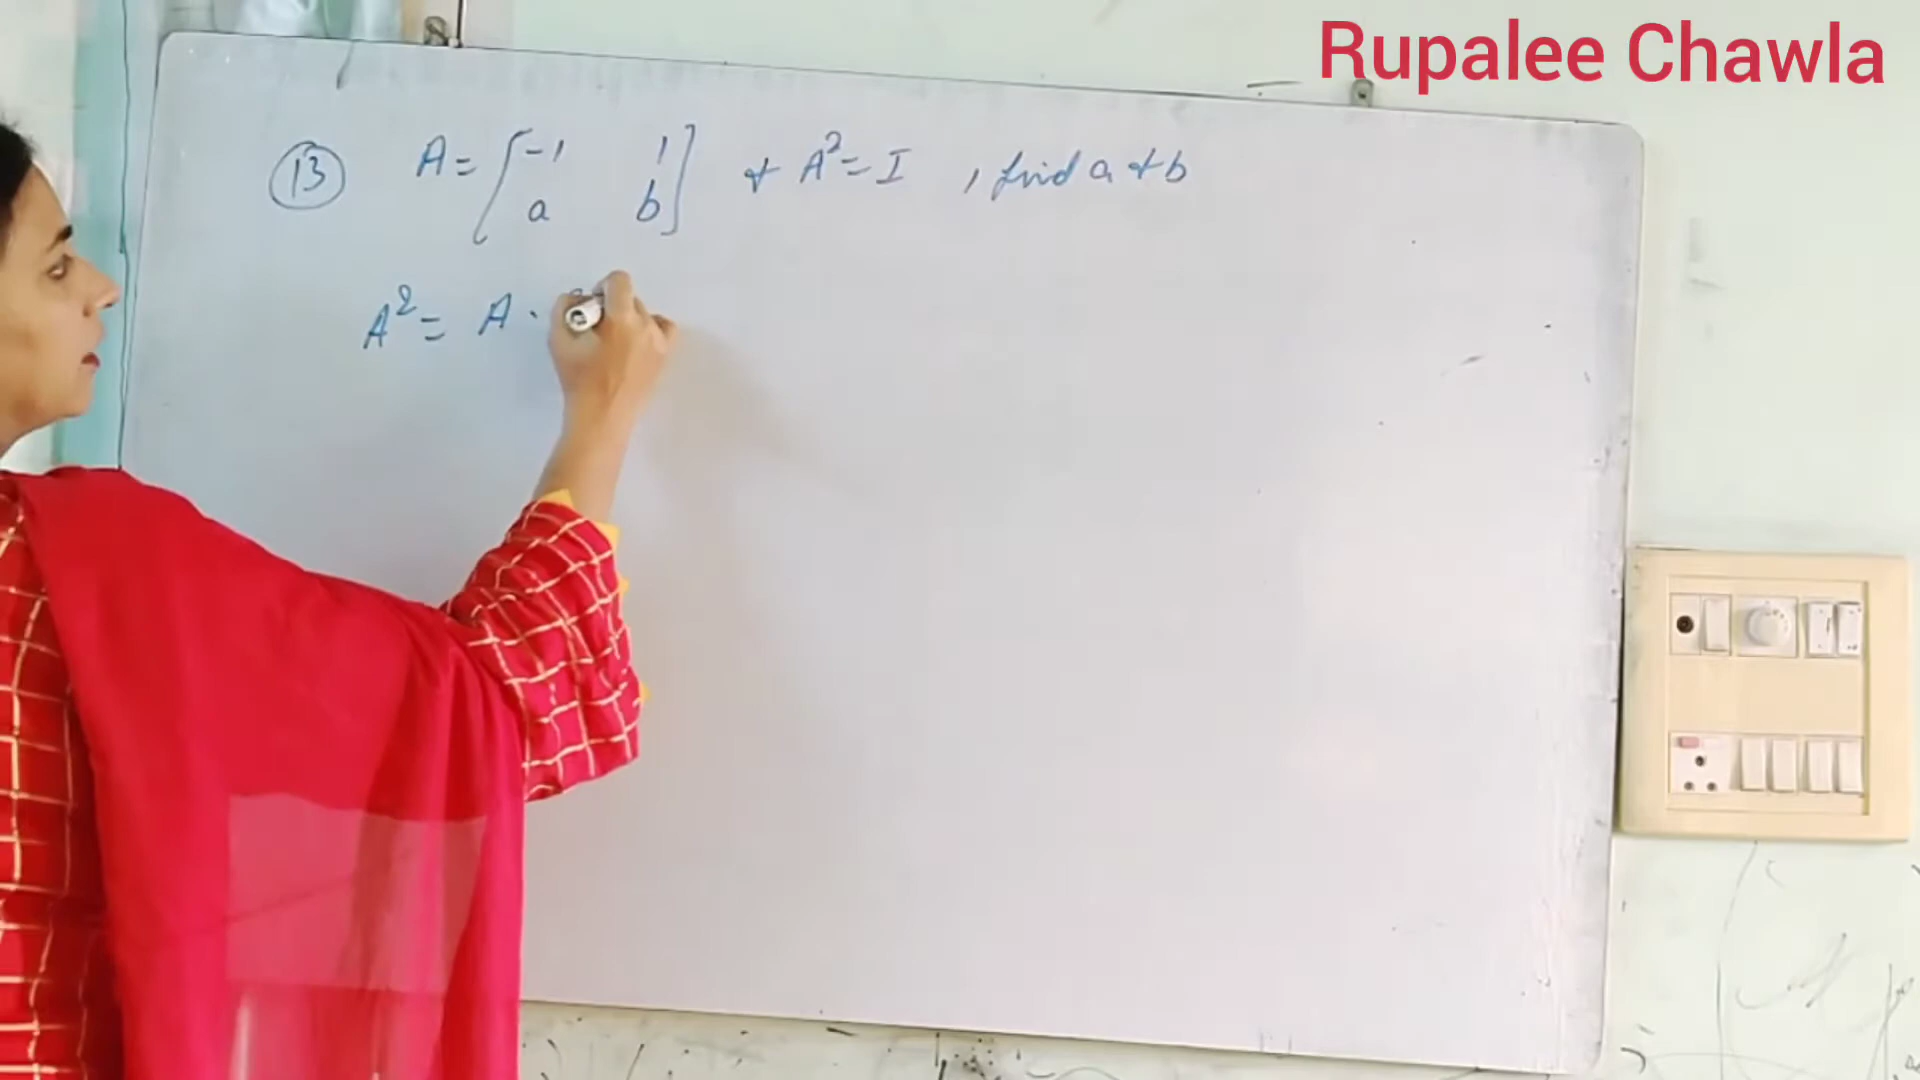 Rupalee Chawla
13 A = [ -1 1 & A² = I , find a & b
a b ]
A² = A ·